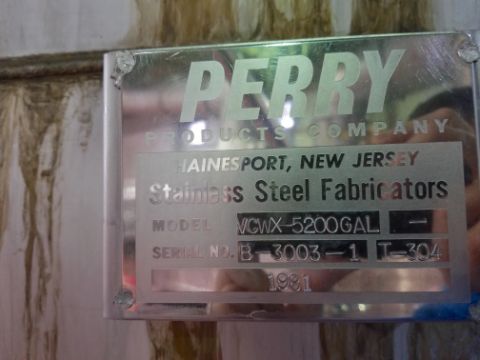 PERRY
PRODUCTS COMPANY
HAINESPORT, NEW JERSEY
Stainless Steel Fabricators
MODEL VCWX-5200GAL -
SERIAL NO. B-3003-1 T-304
1981